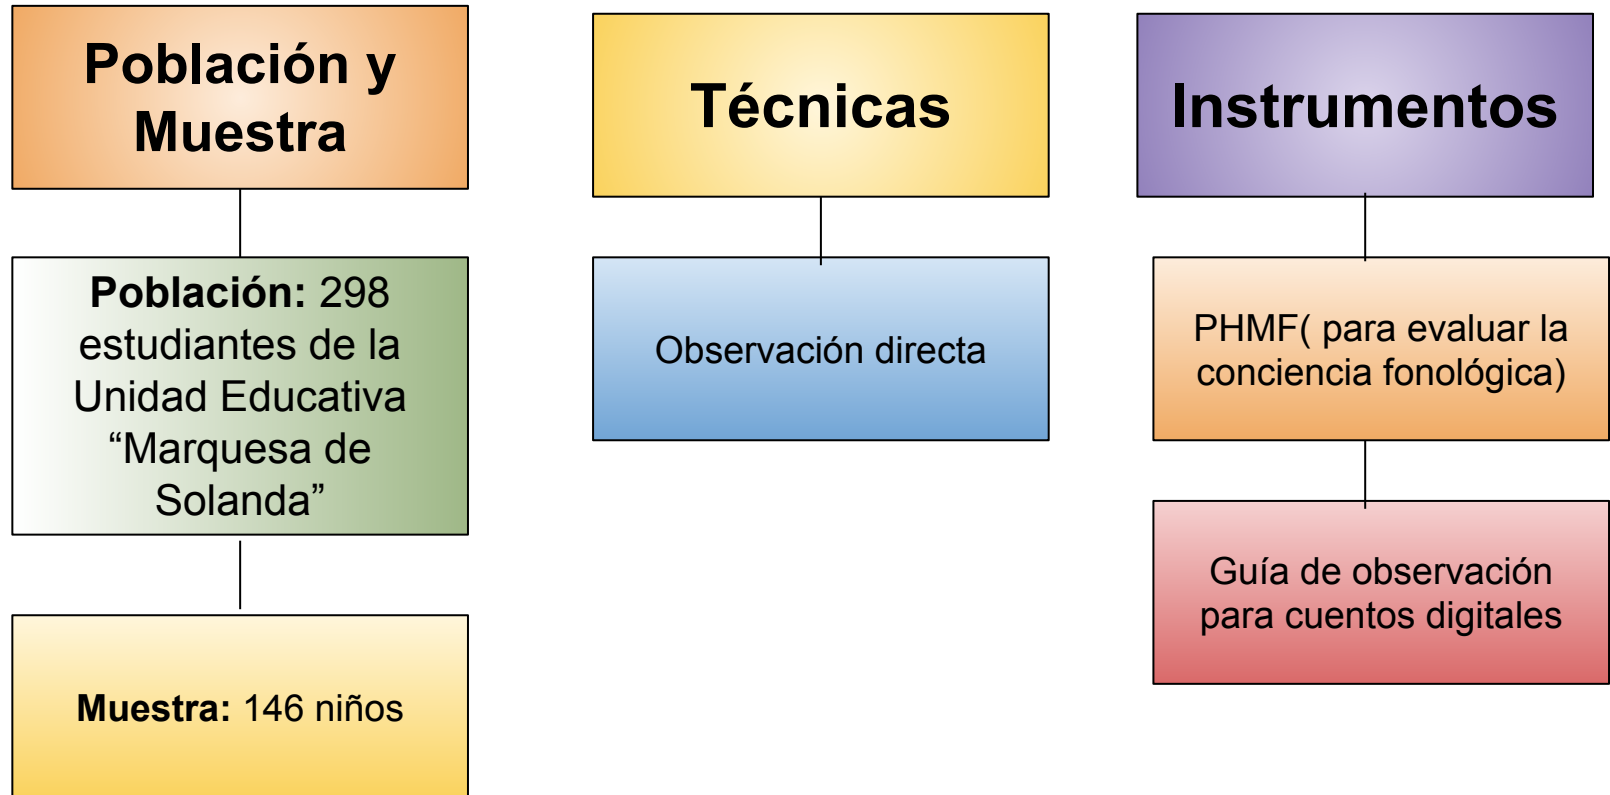 Población y
Muestra
Población: 298
estudiantes de la
Unidad Educativa
“Marquesa de
Solanda”
Muestra: 146 niños
Técnicas
Observación directa
Instrumentos
PHMF( para evaluar la
conciencia fonológica)
Guía de observación
para cuentos digitales